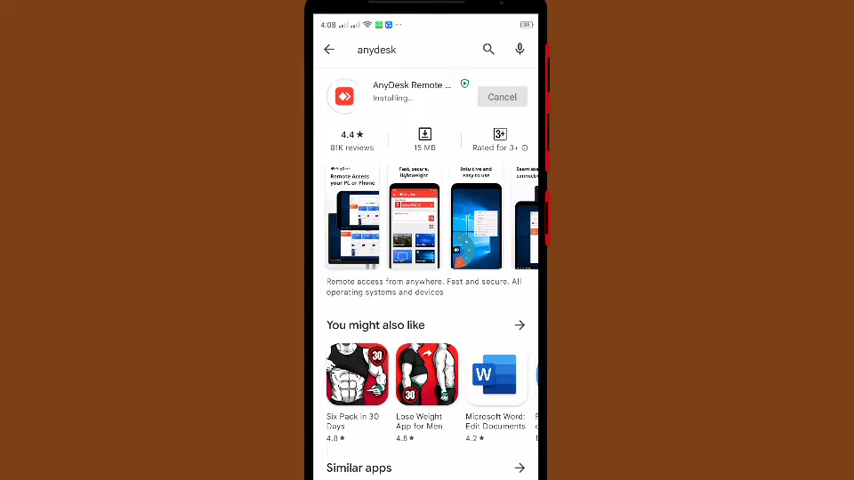 4:08
anydesk
AnyDesk Remote ...
Installing...
Cancel
4.4★
81K reviews
15 MB
3+
Rated for 3+
Remote Access your PC or Phone
Fast, secure, lightweight
Intuitive and easy to use
Seamless
Remote access from anywhere. Fast and secure. All
operating systems and devices
You might also like
30
30
W
Six Pack in 30
Days
4.8★
Lose Weight
App for Men
4.8★
Microsoft Word:
Edit Documents
4.2★
Similar apps